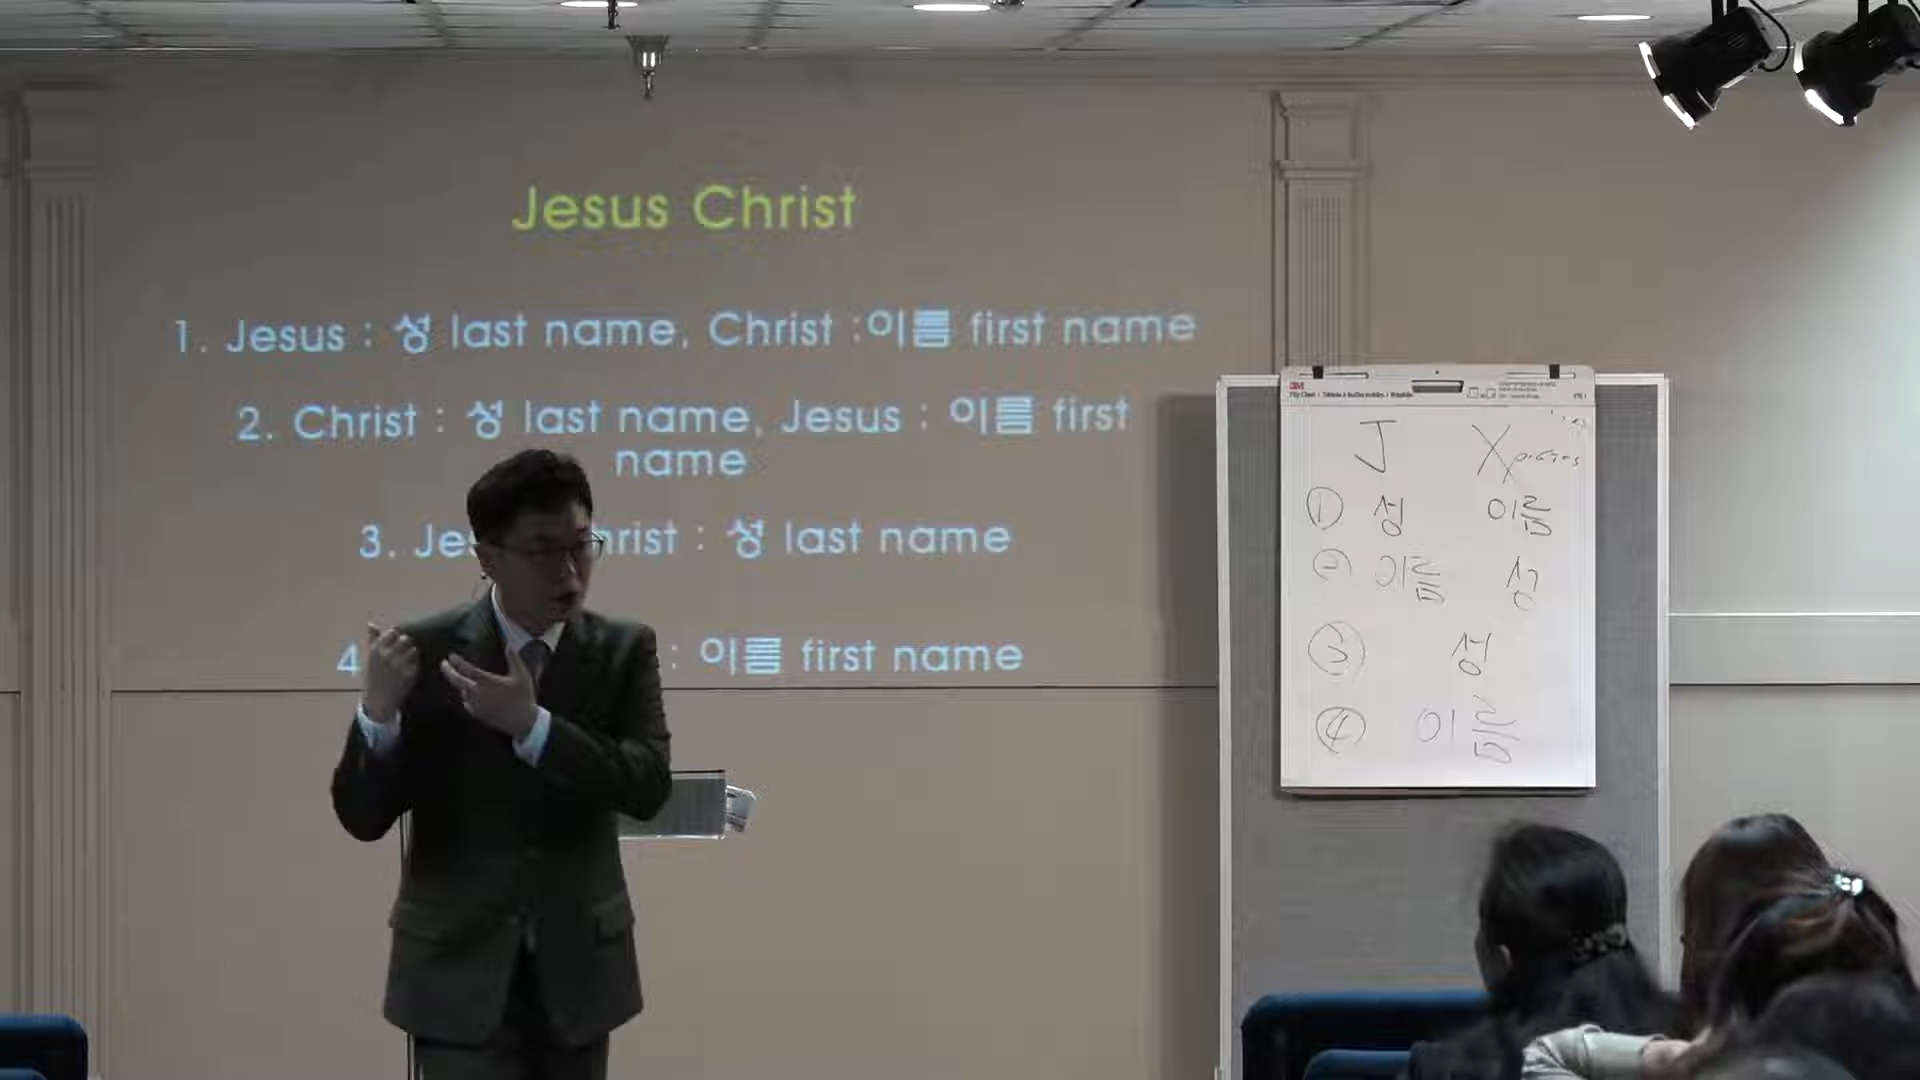 Jesus Christ
1. Jesus : 성 last name, Christ :이름 first name
2. Christ : 성 last name, Jesus : 이름 first
name
3. Je hrist : 성 last name
4 : 이름 first name
3M
J X
① 성 이름
② 이름 성
③ 성
④ 이름